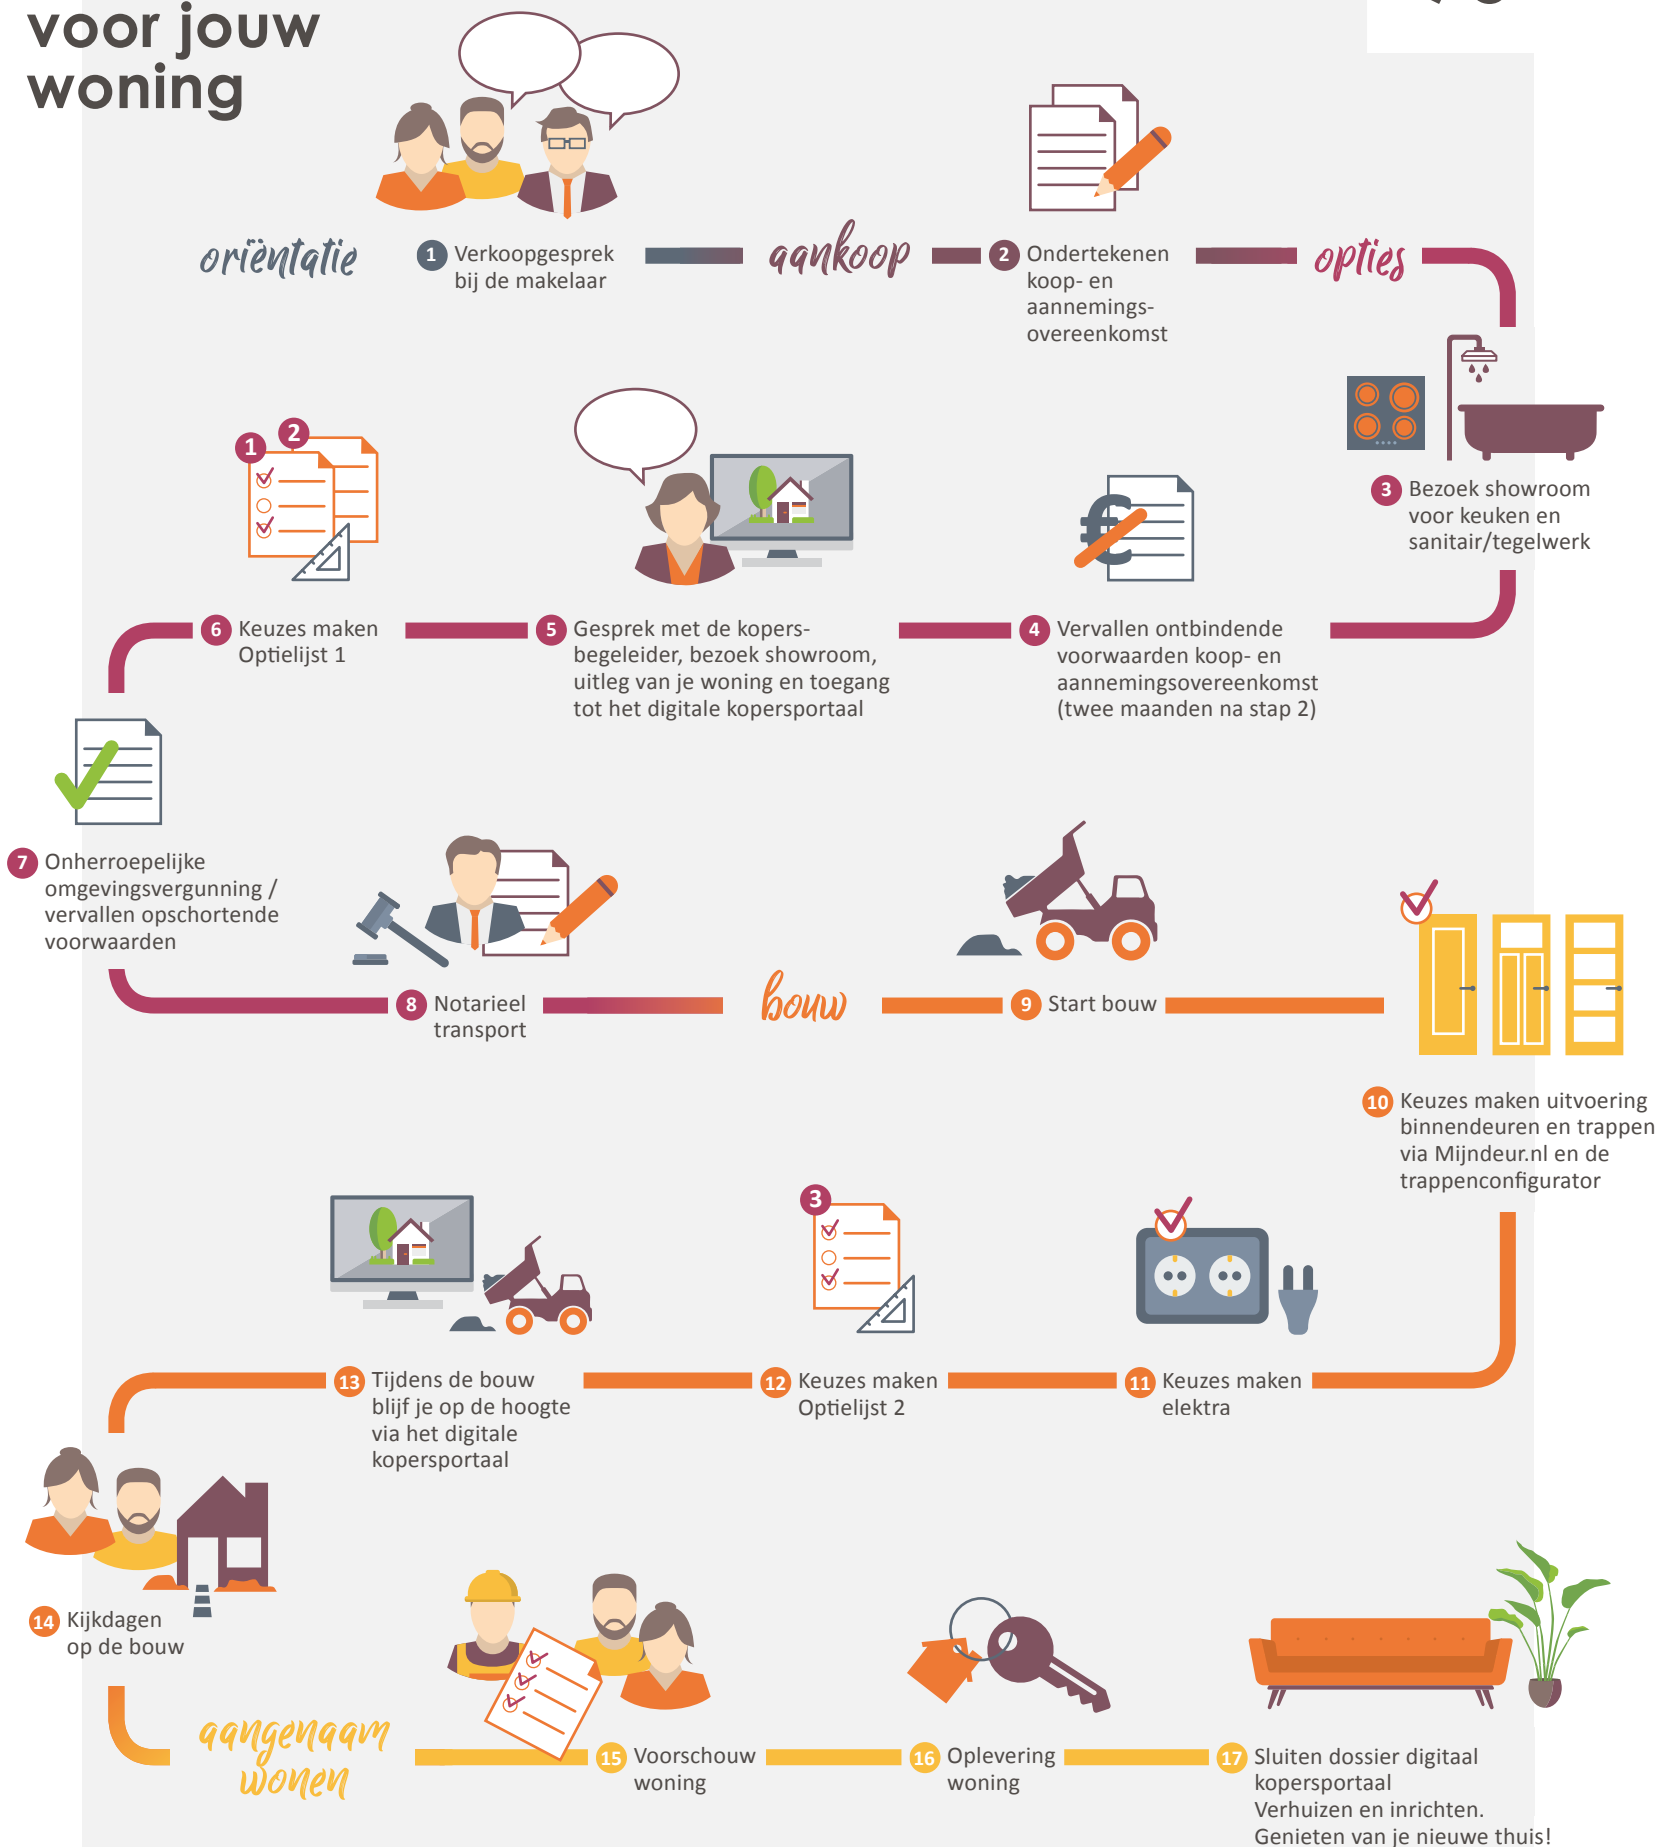 voor jouw
woning
oriëntatie
1 Verkoopgesprek
bij de makelaar
aankoop
2 Ondertekenen
koop- en
aannemings-
overeenkomst
opties
3 Bezoek showroom
voor keuken en
sanitair/tegelwerk
€
4 Vervallen ontbindende
voorwaarden koop- en
aannemingsovereenkomst
(twee maanden na stap 2)
5 Gesprek met de kopers-
begeleider, bezoek showroom,
uitleg van je woning en toegang
tot het digitale kopersportaal
1
2
6 Keuzes maken
Optielijst 1
7 Onherroepelijke
omgevingsvergunning /
vervallen opschortende
voorwaarden
8 Notarieel
transport
bouw
9 Start bouw
10 Keuzes maken uitvoering
binnendeuren en trappen
via Mijndeur.nl en de
trappenconfigurator
11 Keuzes maken
elektra
3
12 Keuzes maken
Optielijst 2
13 Tijdens de bouw
blijf je op de hoogte
via het digitale
kopersportaal
14 Kijkdagen
op de bouw
aangenaam
wonen
15 Voorschouw
woning
16 Oplevering
woning
17 Sluiten dossier digitaal
kopersportaal
Verhuizen en inrichten.
Genieten van je nieuwe thuis!